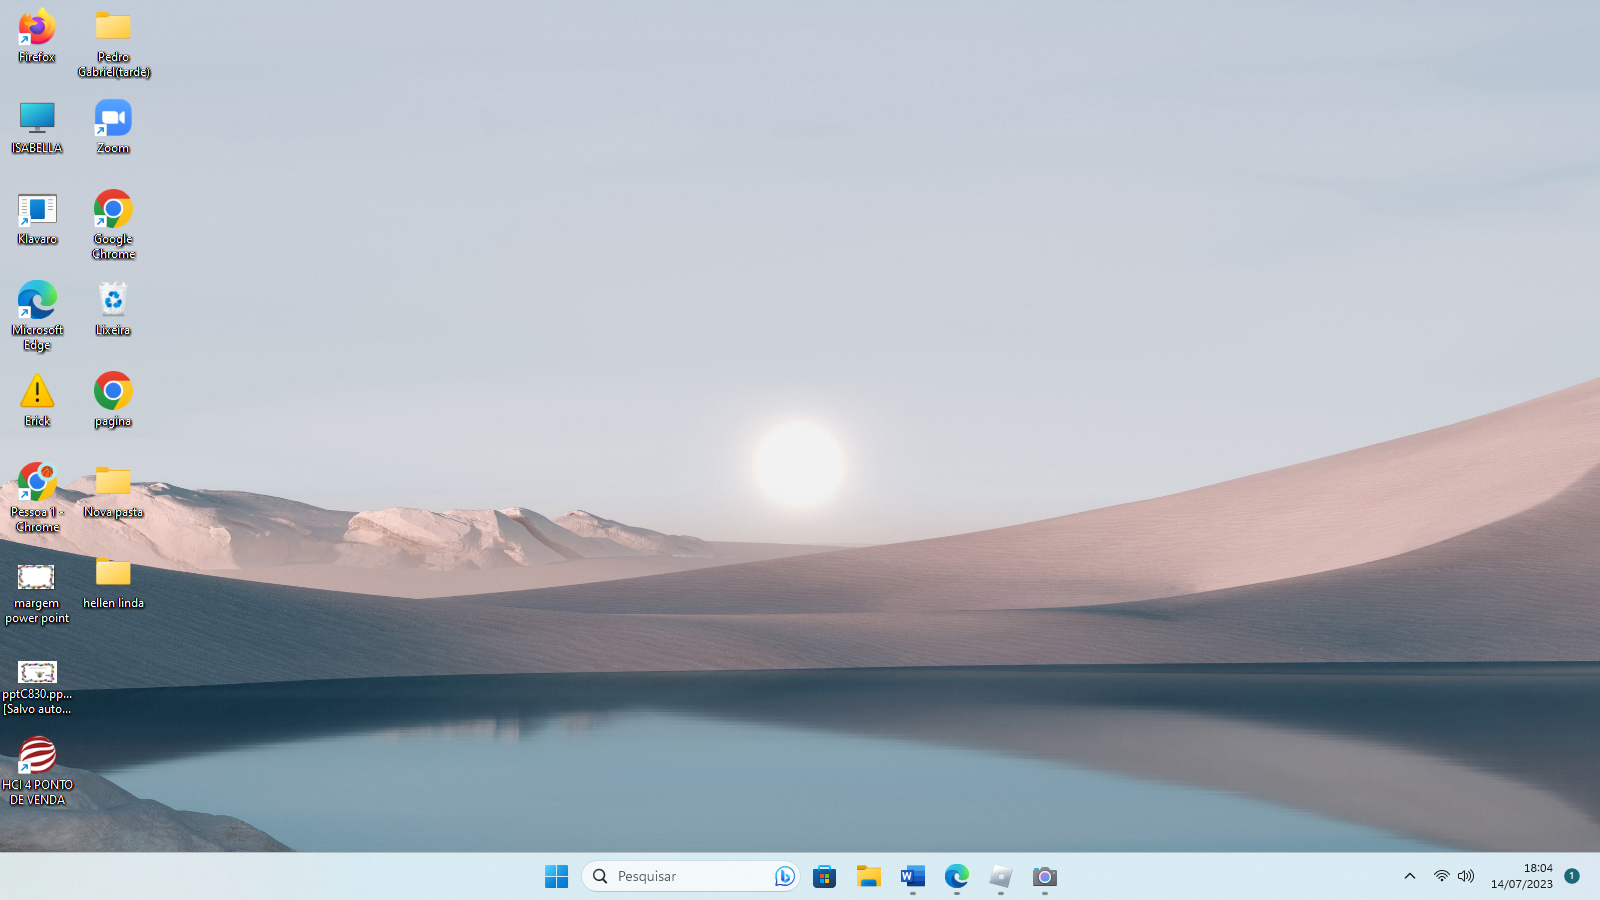 Firefox
Pedro
Gabriel(tarde)
ISABELLA
Zoom
Klavaro
Google
Chrome
Microsoft
Edge
Lixeira
Erick
pagina
Pessoa 1 -
Chrome
Nova pasta
margem
power point
hellen linda
pptC830.pp...
[Salvo auto...
HCI 4 PONTO
DE VENDA
Pesquisar
18:04
14/07/2023
1